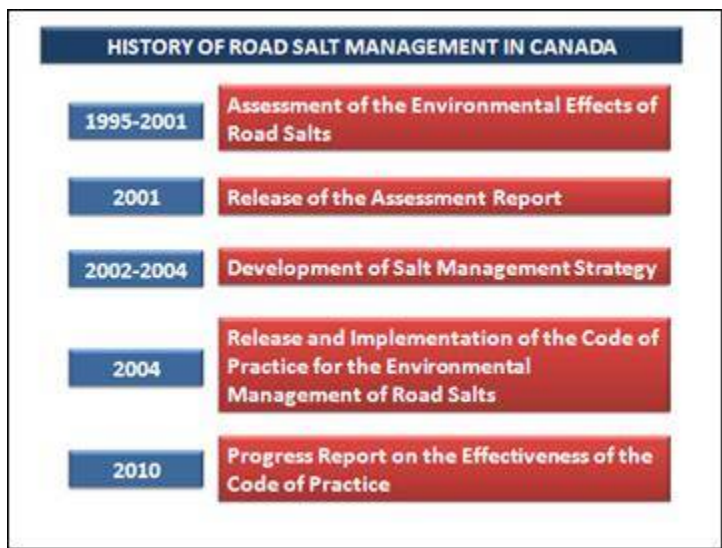 HISTORY OF ROAD SALT MANAGEMENT IN CANADA
1995-2001
Assessment of the Environmental Effects of
Road Salts
2001
Release of the Assessment Report
2002-2004
Development of Salt Management Strategy
2004
Release and Implementation of the Code of
Practice for the Environmental
Management of Road Salts
2010
Progress Report on the Effectiveness of the
Code of Practice